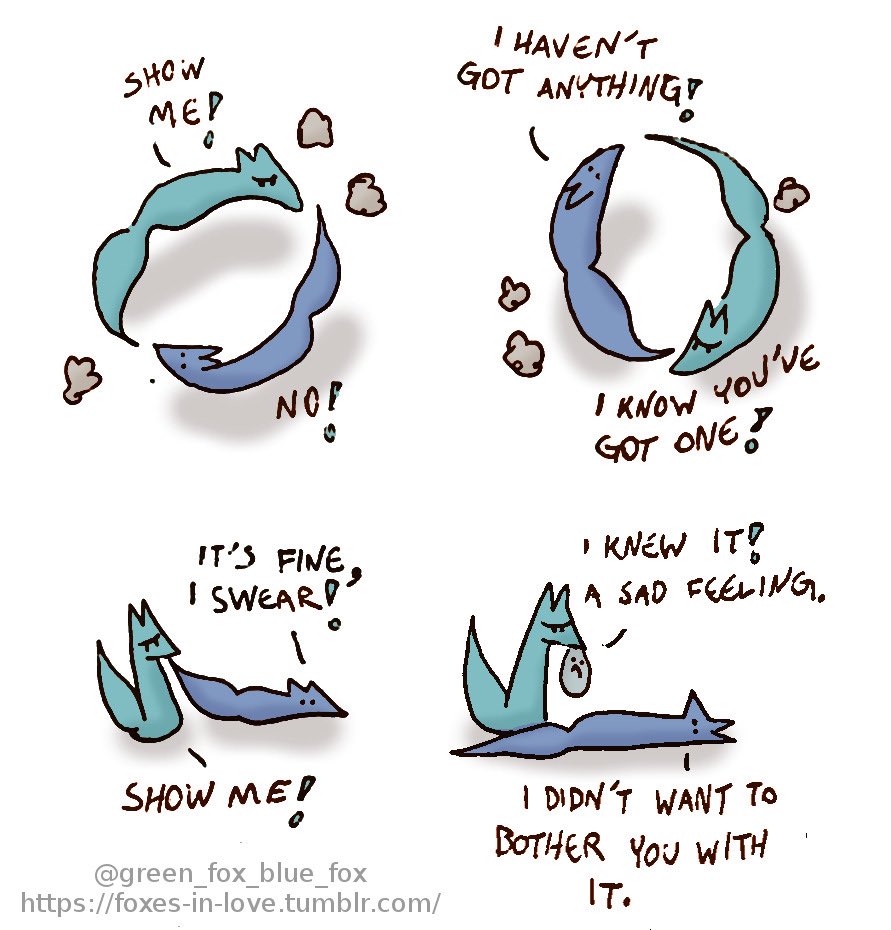 SHOW
ME!
NO!
I HAVEN'T
GOT ANYTHING!
I KNOW YOU'VE
GOT ONE!
IT'S FINE,
I SWEAR!
SHOW ME!
I KNEW IT!
A SAD FEELING.
I DIDN'T WANT TO
BOTHER YOU WITH
IT.
@green_fox_blue_fox
https://foxes-in-love.tumblr.com/